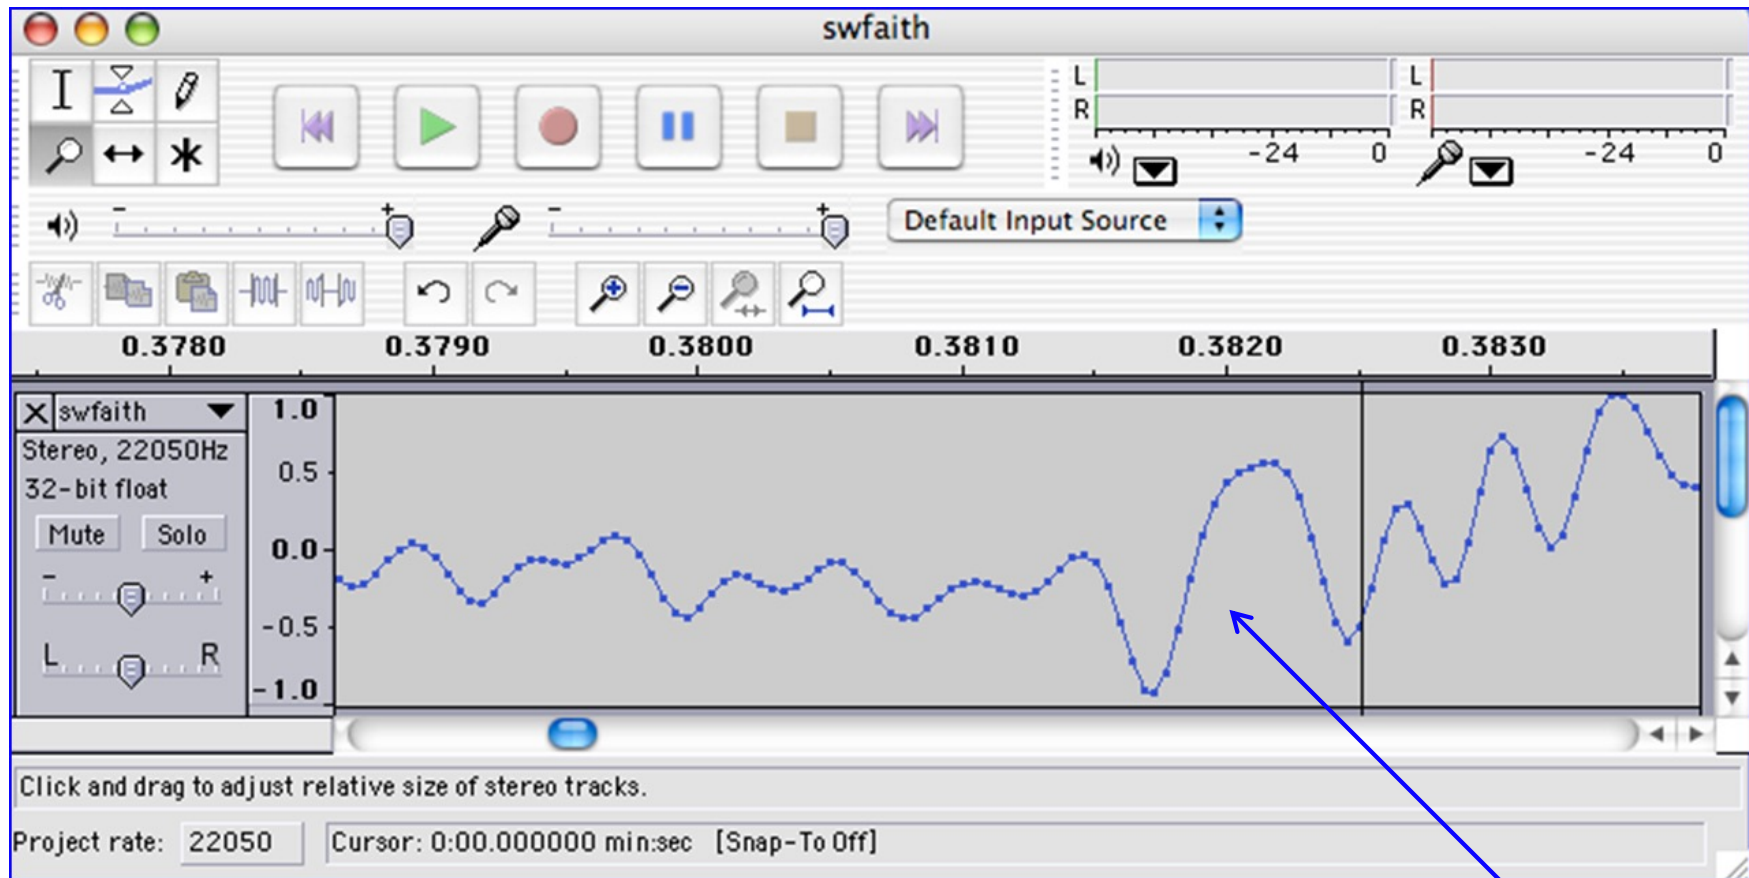 swfaith
L
R
-24 0
L
R
-24 0
- +
- +
Default Input Source
0.3780 0.3790 0.3800 0.3810 0.3820 0.3830
X swfaith
Stereo, 22050Hz
32-bit float
Mute Solo
- +
L R
1.0
0.5
0.0
-0.5
-1.0
Click and drag to adjust relative size of stereo tracks.
Project rate: 22050 Cursor: 0:00.000000 min:sec [Snap-To Off]